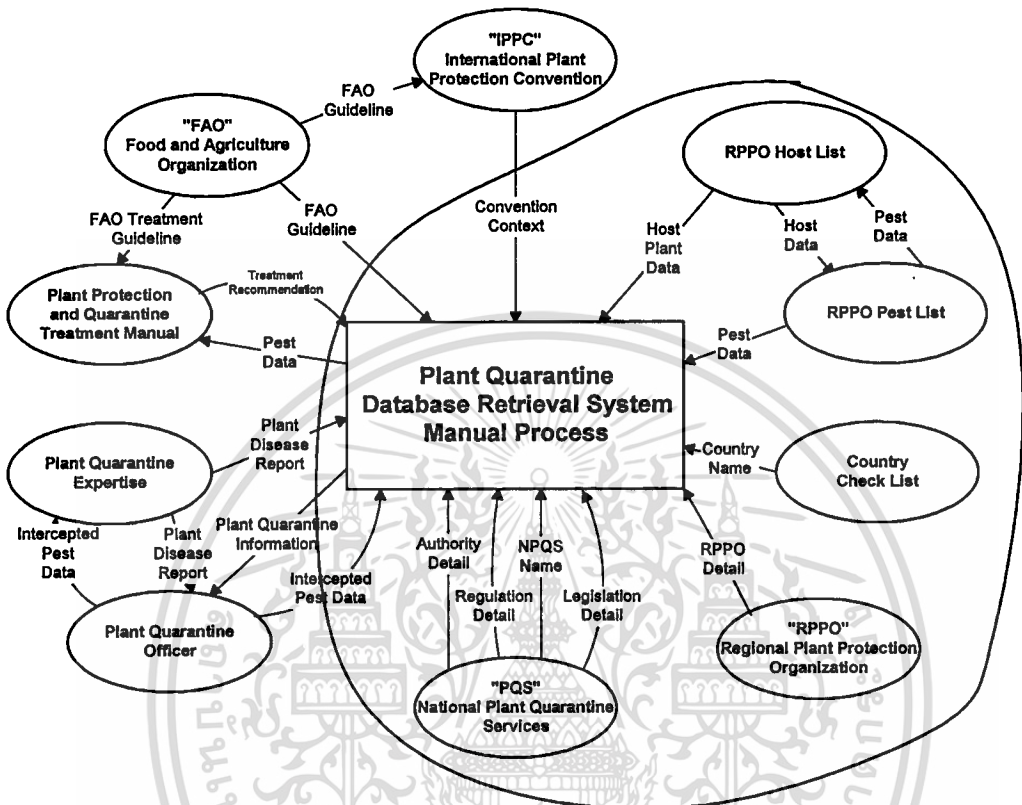 "IPPC"
International Plant
Protection Convention
FAO
Guideline
"FAO"
Food and Agriculture
Organization
RPPO Host List
FAO Treatment
Guideline
FAO
Guideline
Convention
Context
Host
Plant
Data
Host
Data
Pest
Data
Treatment
Recommendation
Plant Protection
and Quarantine
Treatment Manual
RPPO Pest List
Pest
Data
Pest
Data
Plant Quarantine
Database Retrieval System
Manual Process
Plant
Disease
Report
Plant Quarantine
Expertise
Country
Name
Country
Check List
Intercepted
Pest
Data
Plant
Disease
Report
Plant Quarantine
Information
Intercepted
Pest Data
Authority
Detail
Regulation
Detail
NPQS
Name
Legislation
Detail
RPPO
Detail
Plant Quarantine
Officer
"RPPO"
Regional Plant Protection
Organization
"PQS"
National Plant Quarantine
Services